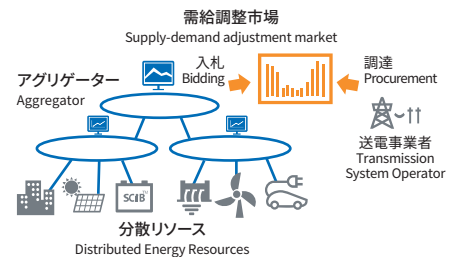 需給調整市場
Supply-demand adjustment market
入札
Bidding
調達
Procurement
アグリゲーター
Aggregator
送電事業者
Transmission
System Operator
SCiB™
分散リソース
Distributed Energy Resources